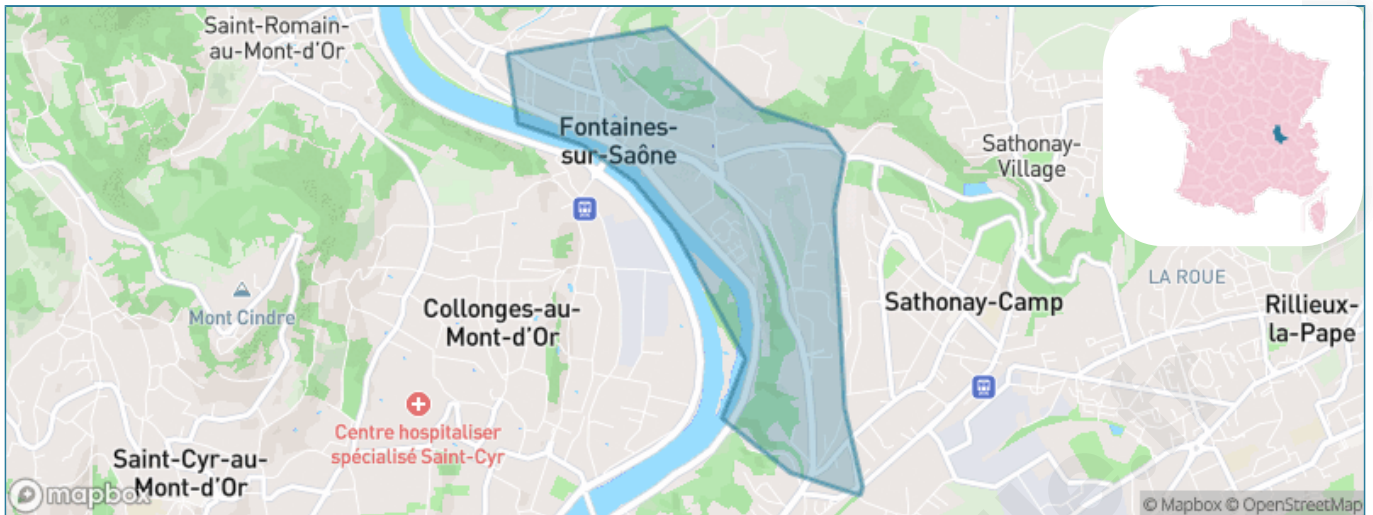 Saint-Romain-
au-Mont-d'Or
Fontaines-
sur-Saône
Sathonay-
Village
LA ROUE
Mont Cindre
Collonges-au-
Mont-d'Or
Sathonay-Camp
Rillieux-
la-Pape
Centre hospitaliser
spécialisé Saint-Cyr
Saint-Cyr-au-
Mont-d'Or
mapbox
© Mapbox © OpenStreetMap